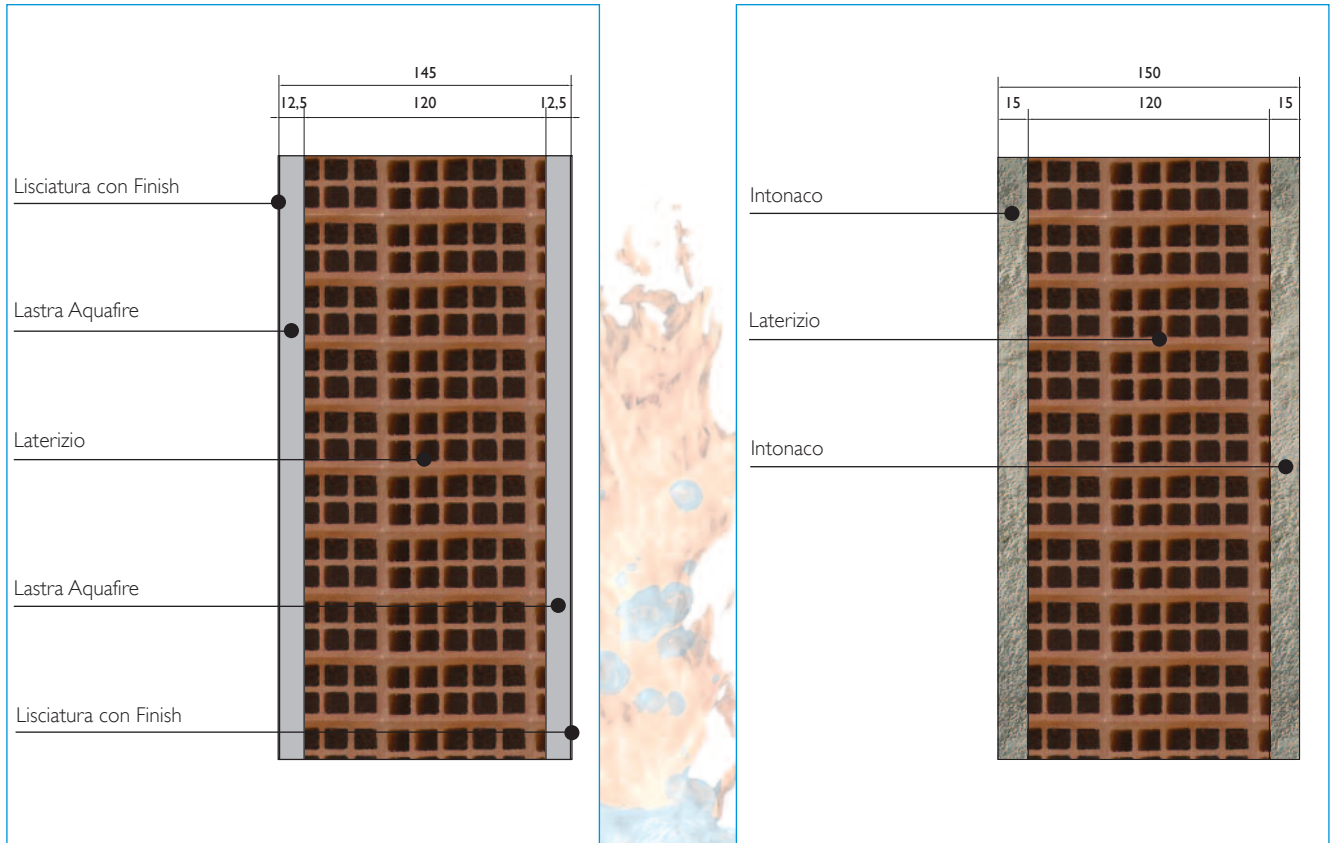 145
12,5 120 12,5
Lisciatura con Finish
Lastra Aquafire
Laterizio
Lastra Aquafire
Lisciatura con Finish
150
15 120 15
Intonaco
Laterizio
Intonaco